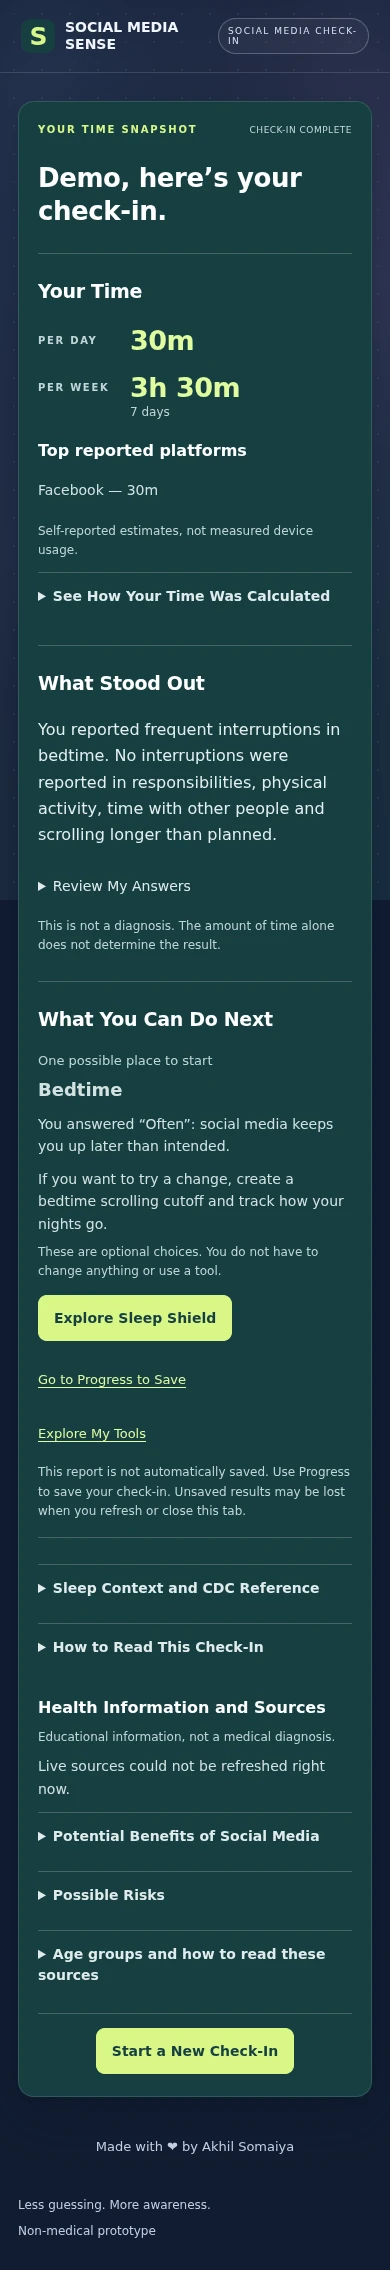 S
SOCIAL MEDIA
SENSE
SOCIAL MEDIA CHECK-
IN
YOUR TIME SNAPSHOT
CHECK-IN COMPLETE
Demo, here’s your
check-in.
Your Time
PER DAY 30m
PER WEEK 3h 30m
7 days
Top reported platforms
Facebook — 30m
Self-reported estimates, not measured device
usage.
▶ See How Your Time Was Calculated
What Stood Out
You reported frequent interruptions in
bedtime. No interruptions were
reported in responsibilities, physical
activity, time with other people and
scrolling longer than planned.
▶ Review My Answers
This is not a diagnosis. The amount of time alone
does not determine the result.
What You Can Do Next
One possible place to start
Bedtime
You answered “Often”: social media keeps
you up later than intended.
If you want to try a change, create a
bedtime scrolling cutoff and track how your
nights go.
These are optional choices. You do not have to
change anything or use a tool.
Explore Sleep Shield
Go to Progress to Save
Explore My Tools
This report is not automatically saved. Use Progress
to save your check-in. Unsaved results may be lost
when you refresh or close this tab.
▶ Sleep Context and CDC Reference
▶ How to Read This Check-In
Health Information and Sources
Educational information, not a medical diagnosis.
Live sources could not be refreshed right
now.
▶ Potential Benefits of Social Media
▶ Possible Risks
▶ Age groups and how to read these
sources
Start a New Check-In
Made with ❤ by Akhil Somaiya
Less guessing. More awareness.
Non-medical prototype